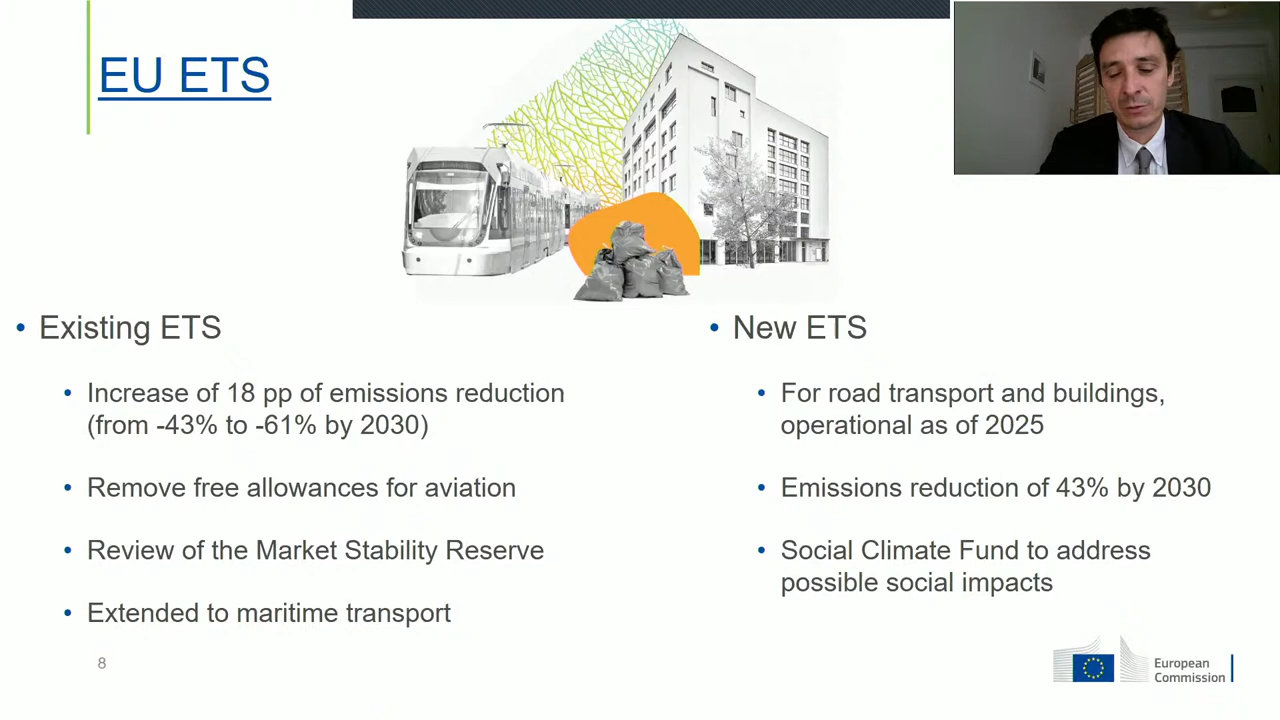 EU ETS
• Existing ETS
• Increase of 18 pp of emissions reduction
(from -43% to -61% by 2030)
• Remove free allowances for aviation
• Review of the Market Stability Reserve
• Extended to maritime transport
• New ETS
• For road transport and buildings,
operational as of 2025
• Emissions reduction of 43% by 2030
• Social Climate Fund to address
possible social impacts
8
European
Commission